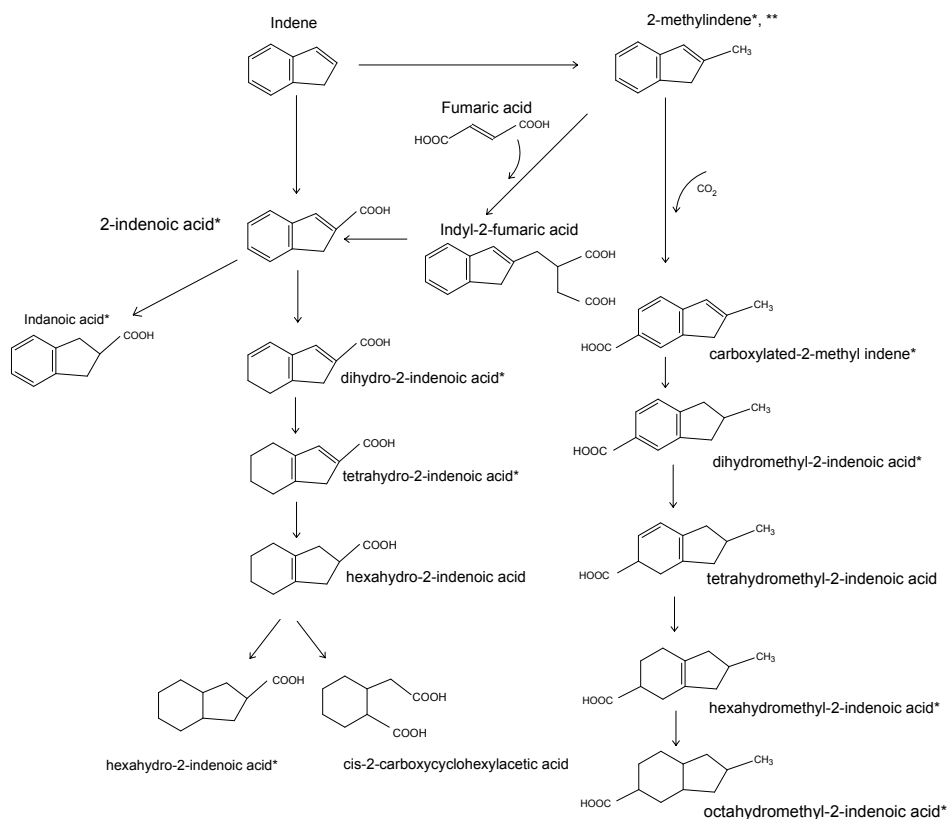 Indene
2-methylindene*, **
CH₃
Fumaric acid
HOOC
COOH
CO₂
2-indenoic acid*
COOH
Indyl-2-fumaric acid
COOH
COOH
Indanoic acid*
COOH
CH₃
HOOC
carboxylated-2-methyl indene*
COOH
dihydro-2-indenoic acid*
CH₃
HOOC
dihydromethyl-2-indenoic acid*
COOH
tetrahydro-2-indenoic acid*
CH₃
HOOC
tetrahydromethyl-2-indenoic acid
COOH
hexahydro-2-indenoic acid
CH₃
HOOC
hexahydromethyl-2-indenoic acid*
COOH
hexahydro-2-indenoic acid*
COOH
COOH
cis-2-carboxycyclohexylacetic acid
CH₃
HOOC
octahydromethyl-2-indenoic acid*